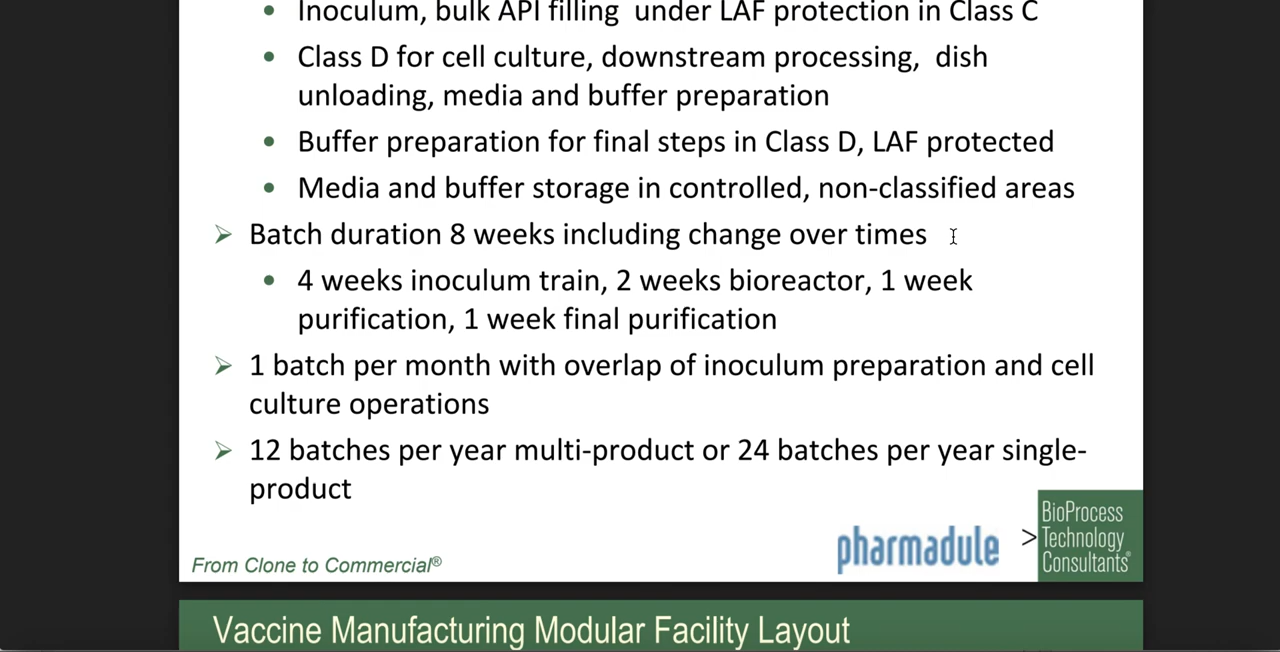 Inoculum, bulk API filling under LAF protection in Class C
Class D for cell culture, downstream processing, dish
unloading, media and buffer preparation
Buffer preparation for final steps in Class D, LAF protected
Media and buffer storage in controlled, non-classified areas
Batch duration 8 weeks including change over times
4 weeks inoculum train, 2 weeks bioreactor, 1 week
purification, 1 week final purification
1 batch per month with overlap of inoculum preparation and cell
culture operations
12 batches per year multi-product or 24 batches per year single-
product
From Clone to Commercial®
pharmadule
> BioProcess
Technology
Consultants®
Vaccine Manufacturing Modular Facility Layout